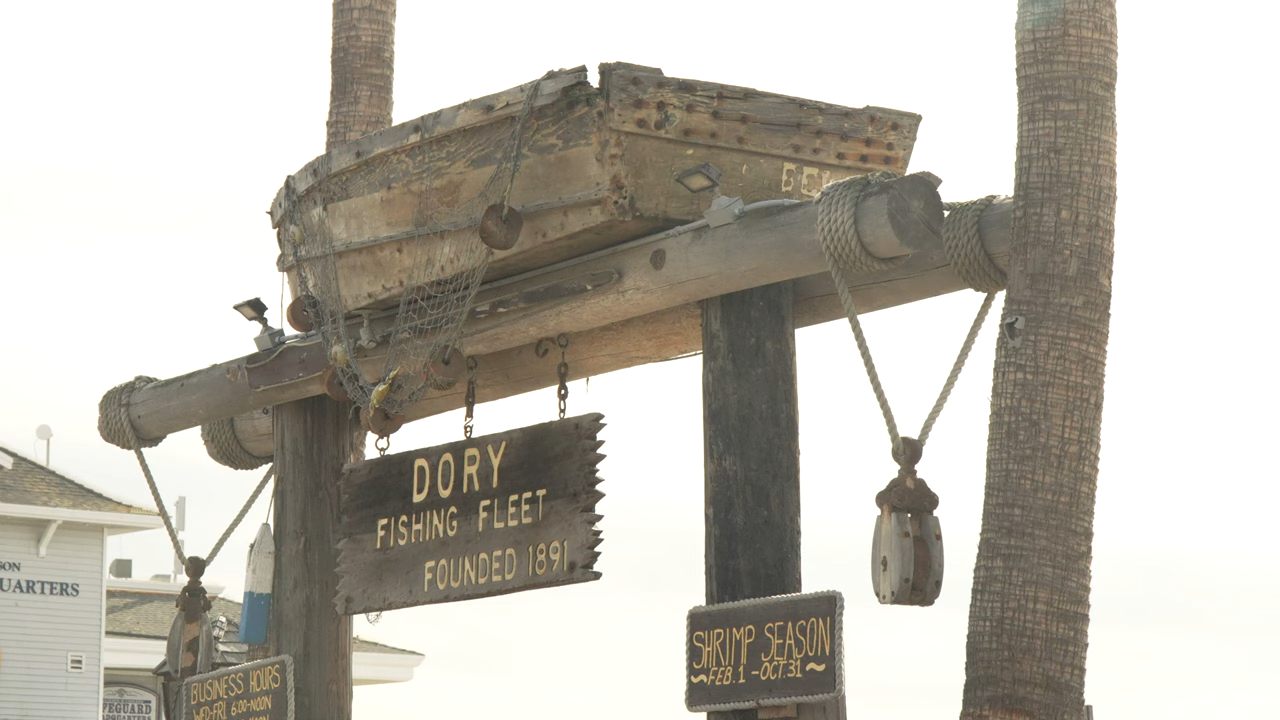 DORY
FISHING FLEET
FOUNDED 1891
SHRIMP SEASON
~FEB. 1 - OCT. 31~
BUSINESS HOURS
WED-FRI 6:00-NOON
SON
QUARTERS